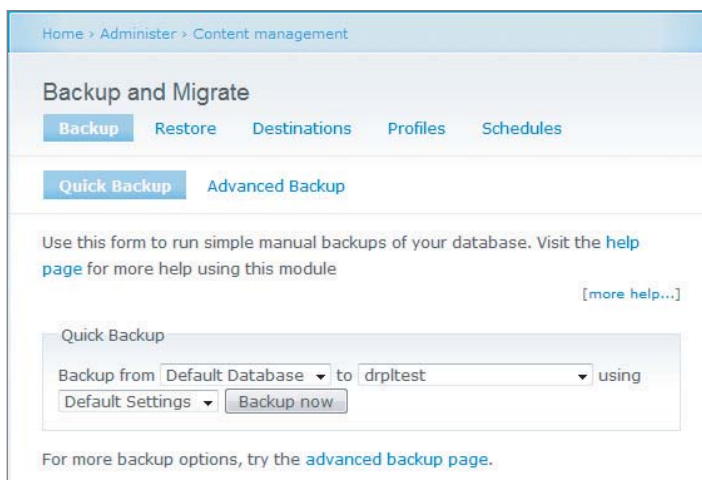 Home › Administer › Content management
Backup and Migrate
Backup Restore Destinations Profiles Schedules
Quick Backup Advanced Backup
Use this form to run simple manual backups of your database. Visit the help
page for more help using this module
[more help...]
Quick Backup
Backup from Default Database to drpltest using
Default Settings Backup now
For more backup options, try the advanced backup page.